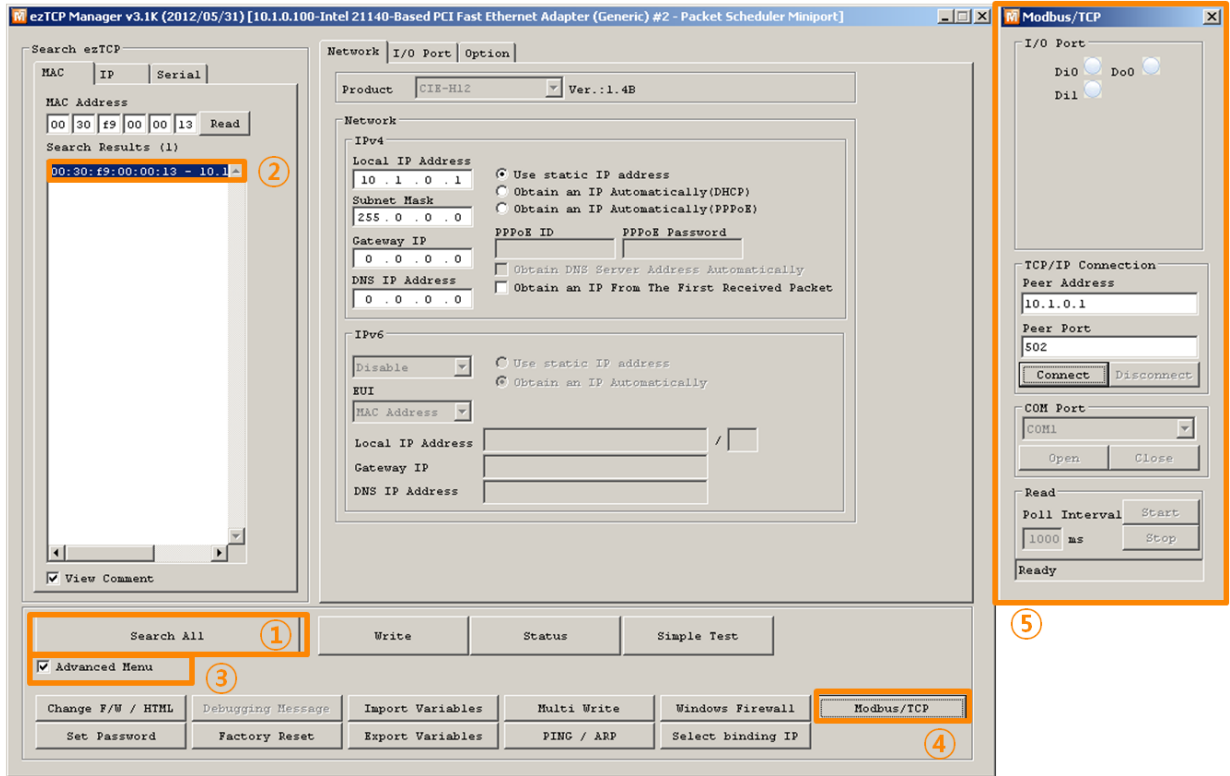 ezTCP Manager v3.1K (2012/05/31) [10.1.0.100-Intel 21140-Based PCI Fast Ethernet Adapter (Generic) #2 - Packet Scheduler Miniport]
Search ezTCP
MAC IP Serial
MAC Address
00 30 f9 00 00 13 Read
Search Results (1)
00:30:f9:00:00:13 - 10.1
②
View Comment
Network I/O Port Option
Product CIE-H12 Ver.:1.4B
Network
IPv4
Local IP Address
10 . 1 . 0 . 1
Subnet Mask
255 . 0 . 0 . 0
Gateway IP
0 . 0 . 0 . 0
DNS IP Address
0 . 0 . 0 . 0
Use static IP address
Obtain an IP Automatically(DHCP)
Obtain an IP Automatically(PPPoE)
PPPoE ID PPPoE Password
Obtain DNS Server Address Automatically
Obtain an IP From The First Received Packet
IPv6
Disable
Use static IP address
Obtain an IP Automatically
EUI
MAC Address
Local IP Address /
Gateway IP
DNS IP Address
Search All ① Write Status Simple Test
Advanced Menu ③
Change F/W / HTML Debugging Message Import Variables Multi Write Windows Firewall Modbus/TCP
Set Password Factory Reset Export Variables PING / ARP Select binding IP ④
Modbus/TCP
I/O Port
Di0 Do0
Di1
TCP/IP Connection
Peer Address
10.1.0.1
Peer Port
502
Connect Disconnect
COM Port
COM1
Open Close
Read
Poll Interval Start
1000 ms Stop
Ready
⑤